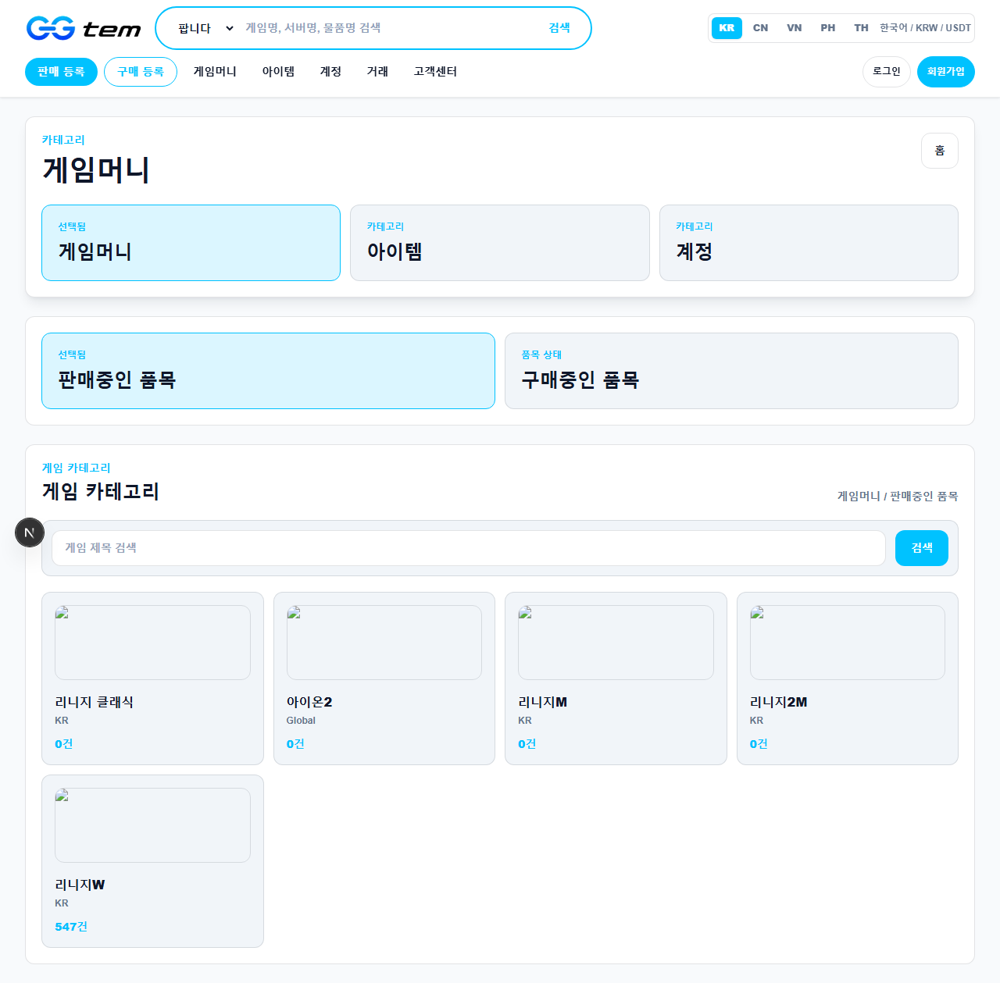 GG tem
팝니다
게임명, 서버명, 물품명 검색
검색
KR CN VN PH TH 한국어 / KRW / USDT
판매 등록
구매 등록
게임머니
아이템
계정
거래
고객센터
로그인
회원가입
카테고리
게임머니
홈
선택됨
게임머니
카테고리
아이템
카테고리
계정
선택됨
판매중인 품목
품목 상태
구매중인 품목
게임 카테고리
게임 카테고리
게임머니 / 판매중인 품목
N
게임 제목 검색
검색
리니지 클래식
KR
0건
아이온2
Global
0건
리니지M
KR
0건
리니지2M
KR
0건
리니지W
KR
547건